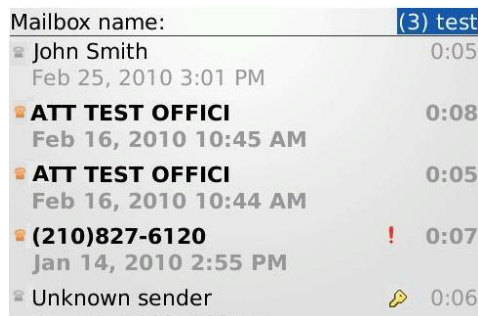 Mailbox name: (3) test
John Smith 0:05
Feb 25, 2010 3:01 PM
ATT TEST OFFICI 0:08
Feb 16, 2010 10:45 AM
ATT TEST OFFICI 0:05
Feb 16, 2010 10:44 AM
(210)827-6120 ! 0:07
Jan 14, 2010 2:55 PM
Unknown sender 0:06